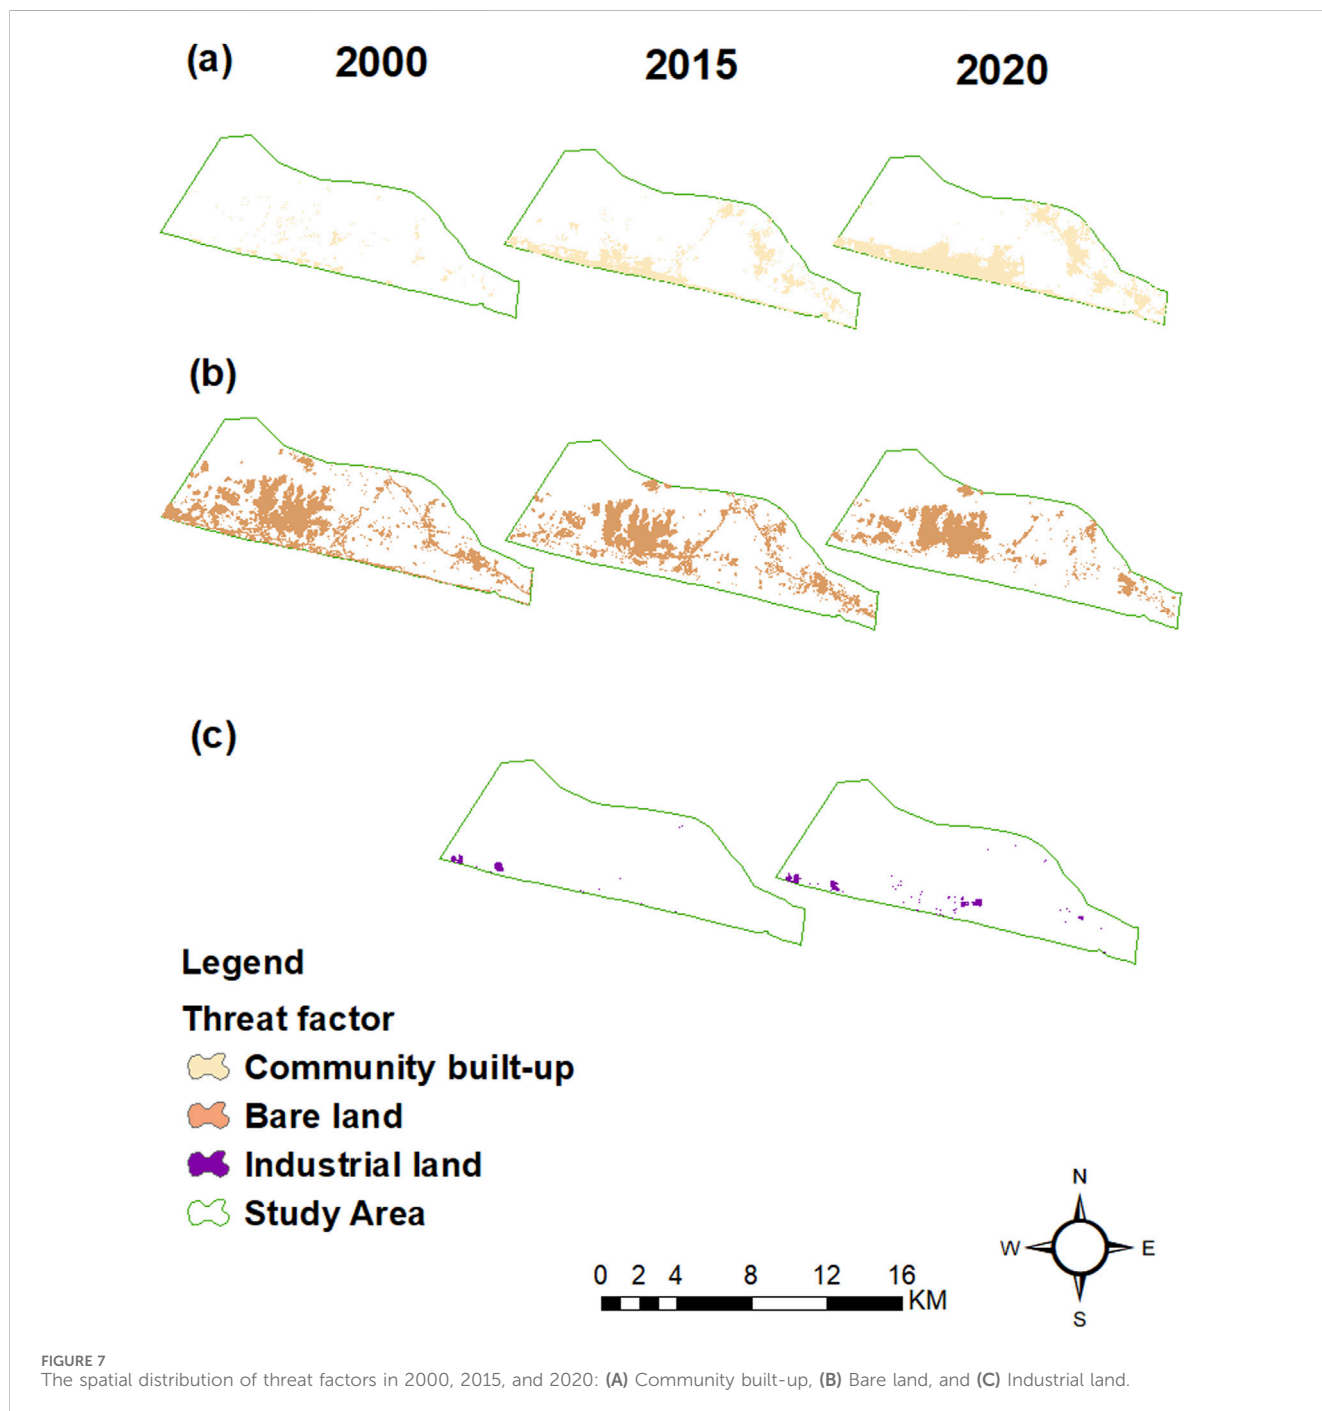 (a) 2000 2015 2020
(b)
(c)
Legend
Threat factor
Community built-up
Bare land
Industrial land
Study Area
N
W E
S
0 2 4 8 12 16
KM
FIGURE 7
The spatial distribution of threat factors in 2000, 2015, and 2020: (A) Community built-up, (B) Bare land, and (C) Industrial land.